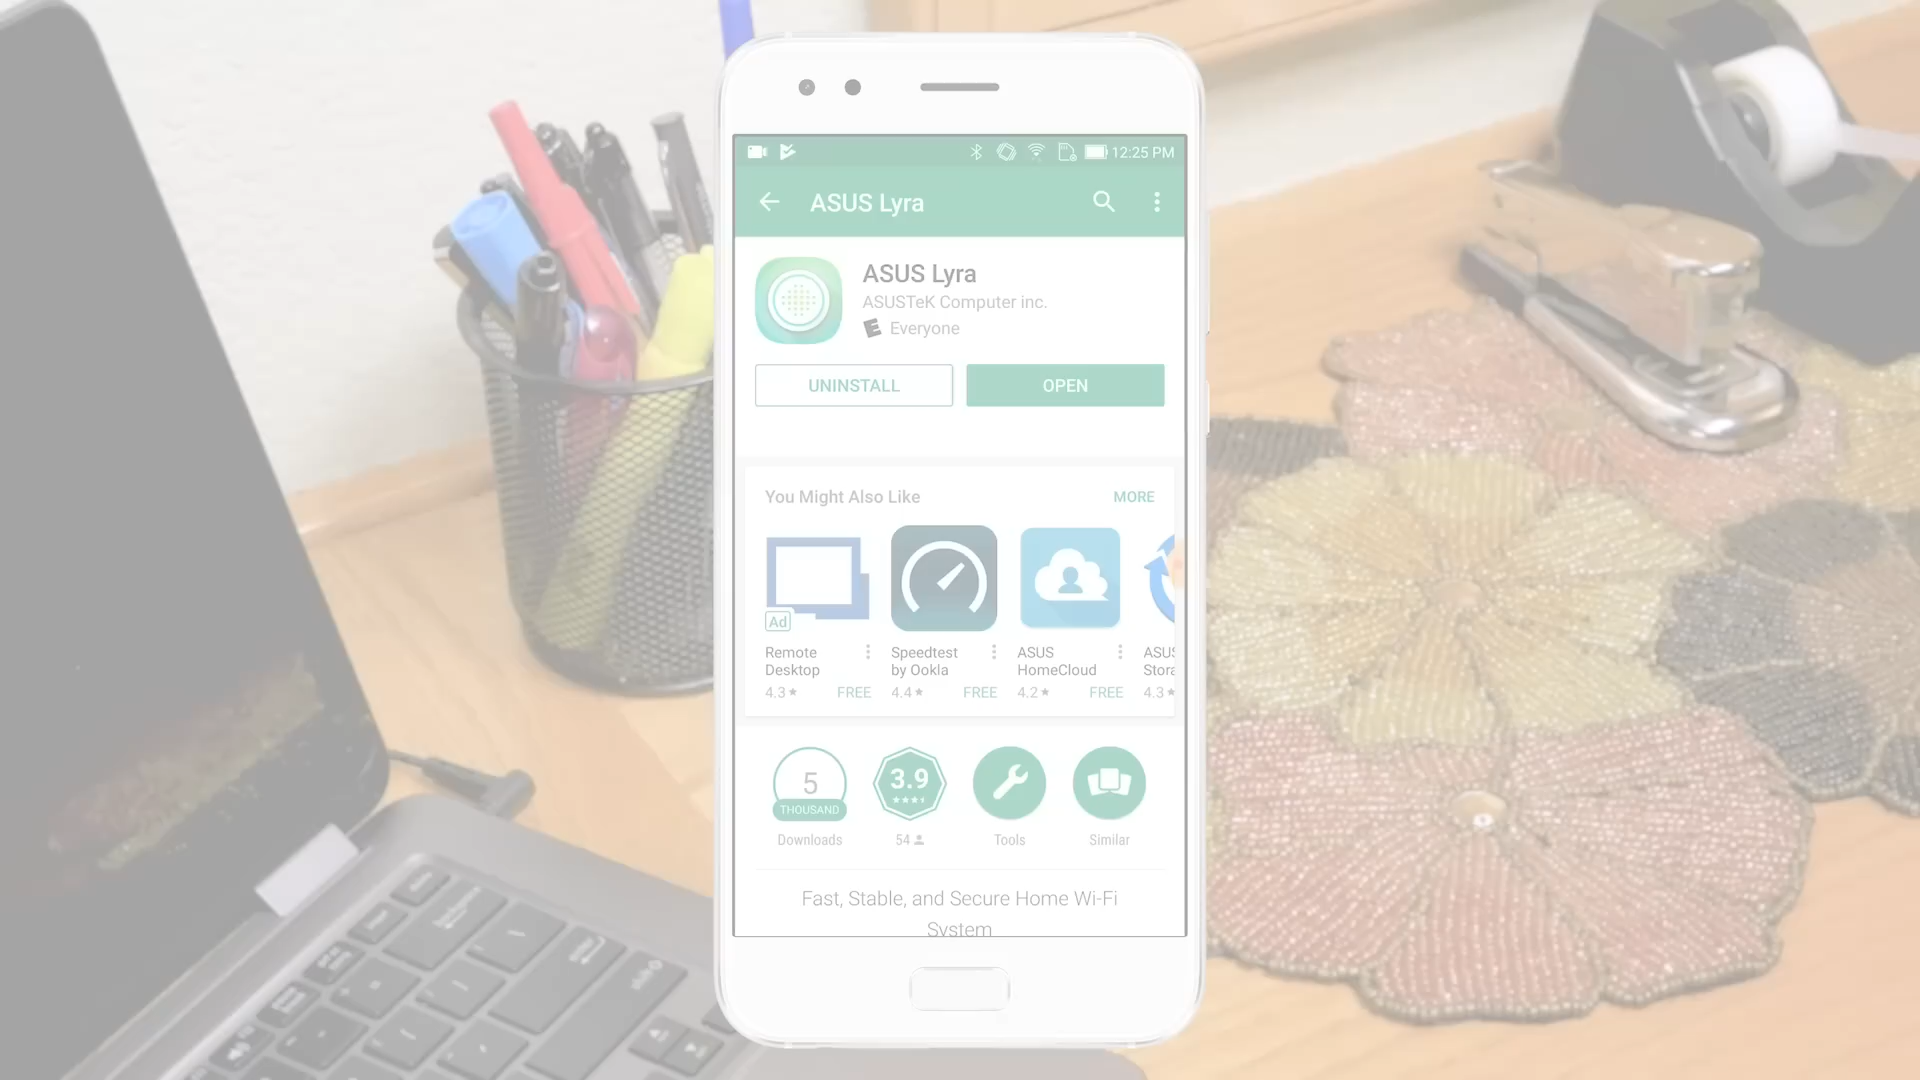 12:25 PM
ASUS Lyra
ASUS Lyra
ASUSTeK Computer inc.
E Everyone
UNINSTALL OPEN
You Might Also Like MORE
Ad
Remote Desktop
4.3 FREE
Speedtest by Ookla
4.4 FREE
ASUS HomeCloud
4.2 FREE
ASUS
4.3
5 THOUSAND
Downloads
3.9
54
Tools
Similar
Fast, Stable, and Secure Home Wi-Fi
System